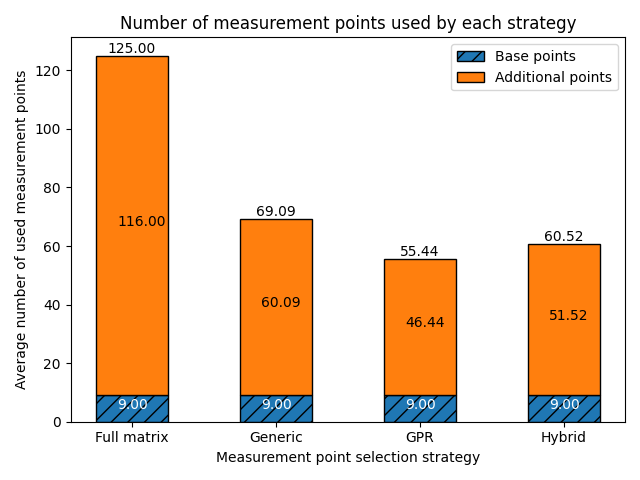 Number of measurement points used by each strategy
Average number of used measurement points
120
100
80
60
40
20
0
Base points
Additional points
125.00
116.00
9.00
69.09
60.09
9.00
55.44
46.44
9.00
60.52
51.52
9.00
Full matrix
Generic
GPR
Hybrid
Measurement point selection strategy